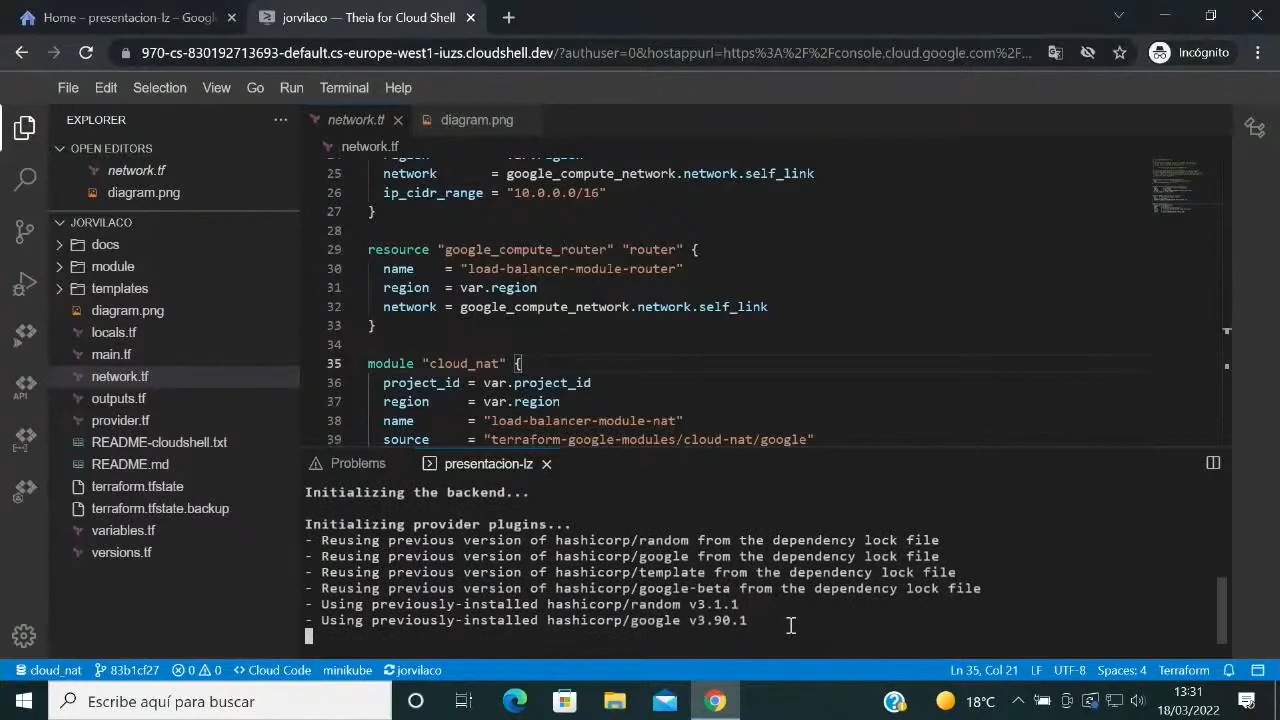 Home – presentacion-lz – Googl
jorvilaco — Theia for Cloud Shell
970-cs-830192713693-default.cs-europe-west1-iuzs.cloudshell.dev/?authuser=0&hostappurl=https%3A%2F%2Fconsole.cloud.google.com%2F...
Incógnito
File Edit Selection View Go Run Terminal Help
EXPLORER
OPEN EDITORS
network.tf
diagram.png
JORVILACO
docs
module
templates
diagram.png
locals.tf
main.tf
network.tf
outputs.tf
provider.tf
README-cloudshell.txt
README.md
terraform.tfstate
terraform.tfstate.backup
variables.tf
versions.tf
API
network.tf
diagram.png
network.tf
24 region = var.region
25 network = google_compute_network.network.self_link
26 ip_cidr_range = "10.0.0.0/16"
27 }
28
29 resource "google_compute_router" "router" {
30 name = "load-balancer-module-router"
31 region = var.region
32 network = google_compute_network.network.self_link
33 }
34
35 module "cloud_nat" {
36 project_id = var.project_id
37 region = var.region
38 name = "load-balancer-module-nat"
39 source = "terraform-google-modules/cloud-nat/google"
Problems
presentacion-lz
Initializing the backend...
Initializing provider plugins...
- Reusing previous version of hashicorp/random from the dependency lock file
- Reusing previous version of hashicorp/google from the dependency lock file
- Reusing previous version of hashicorp/template from the dependency lock file
- Reusing previous version of hashicorp/google-beta from the dependency lock file
- Using previously-installed hashicorp/random v3.1.1
- Using previously-installed hashicorp/google v3.90.1
cloud_nat 83b1cf27 0 0 <> Cloud Code minikube jorvilaco Ln 35, Col 21 LF UTF-8 Spaces: 4 Terraform
Escribe aquí para buscar
18°C
13:31
18/03/2022